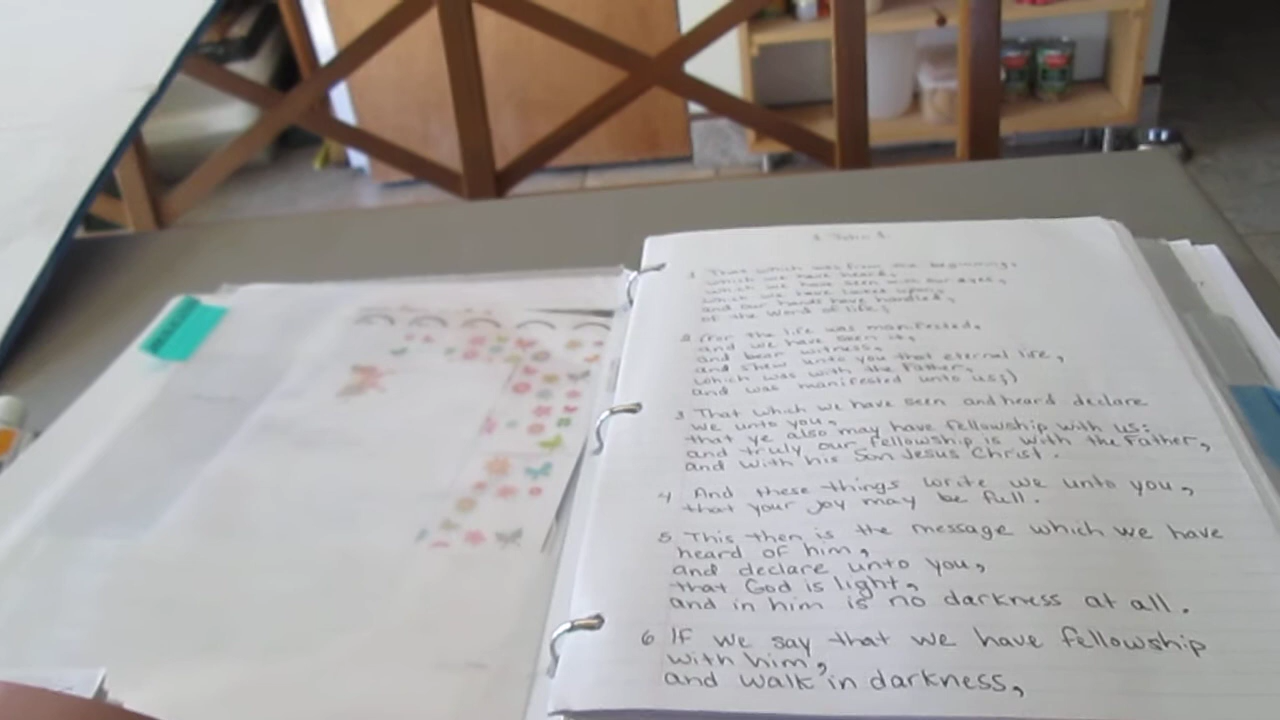 1 John 1
1 That which was from the beginning,
which we have heard,
which we have seen with our eyes,
which we have looked upon,
and our hands have handled,
of the Word of life;
2 (For the life was manifested,
and we have seen it,
and bear witness,
and shew unto you that eternal life,
which was with the Father,
and was manifested unto us;)
3 That which we have seen and heard declare
we unto you,
that ye also may have fellowship with us:
and truly our fellowship is with the Father,
and with his Son Jesus Christ.
4 And these things write we unto you,
that your joy may be full.
5. This then is the message which we have
heard of him,
and declare unto you,
that God is light,
and in him is no darkness at all.
6 If we say that we have fellowship
with him,
and walk in darkness,